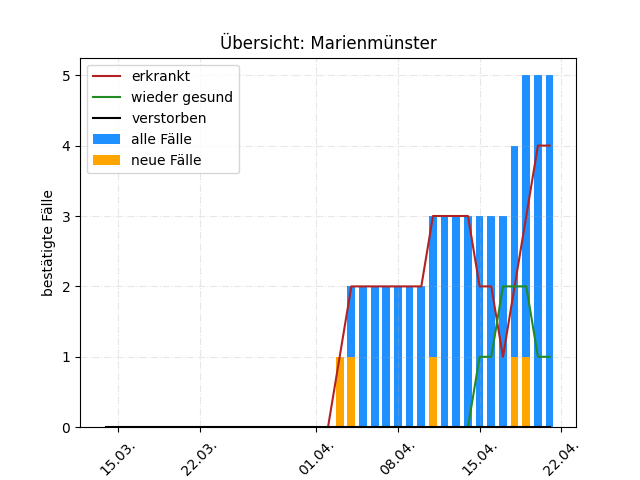 Übersicht: Marienmünster
erkrankt
wieder gesund
verstorben
alle Fälle
neue Fälle
bestätigte Fälle
5
4
3
2
1
0
15.03.
22.03.
01.04.
08.04.
15.04.
22.04.